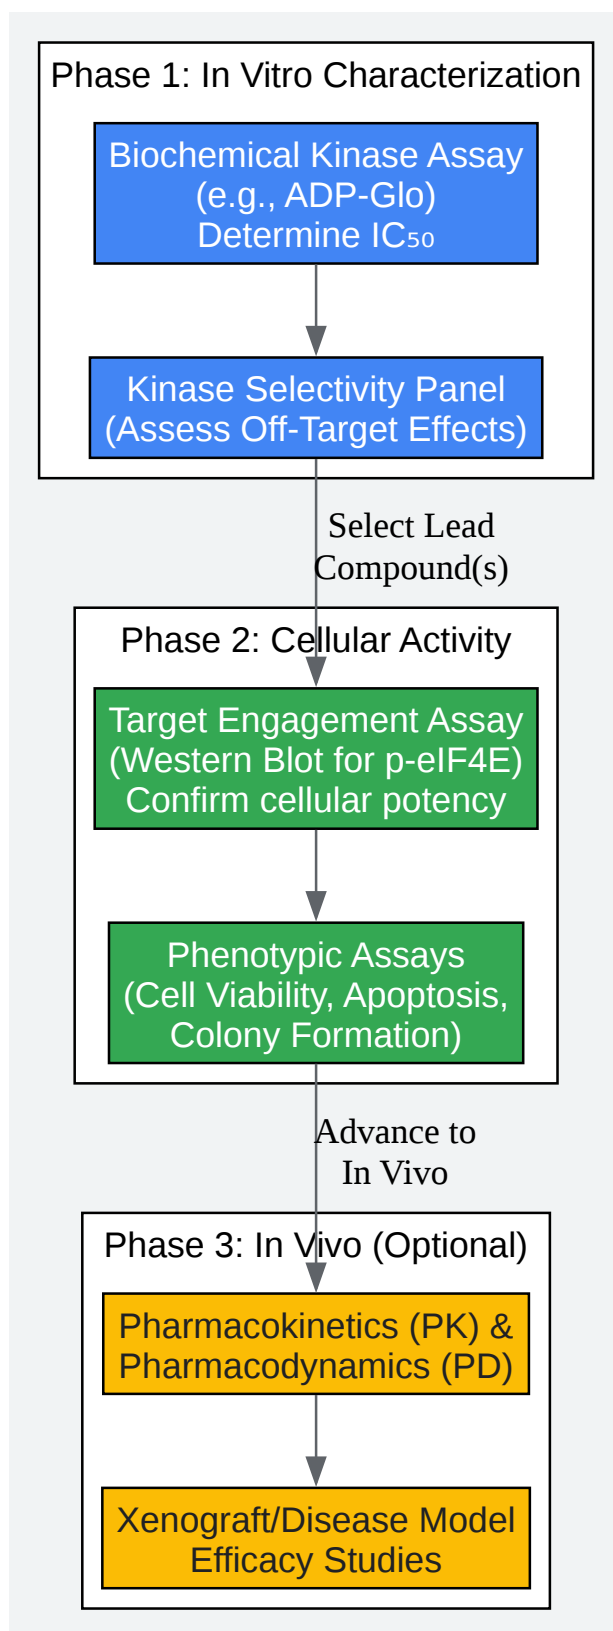 Phase 1: In Vitro Characterization
Biochemical Kinase Assay
(e.g., ADP-Glo)
Determine IC₅₀
Kinase Selectivity Panel
(Assess Off-Target Effects)
Select Lead
Compound(s)
Phase 2: Cellular Activity
Target Engagement Assay
(Western Blot for p-eIF4E)
Confirm cellular potency
Phenotypic Assays
(Cell Viability, Apoptosis,
Colony Formation)
Advance to
In Vivo
Phase 3: In Vivo (Optional)
Pharmacokinetics (PK) &
Pharmacodynamics (PD)
Xenograft/Disease Model
Efficacy Studies